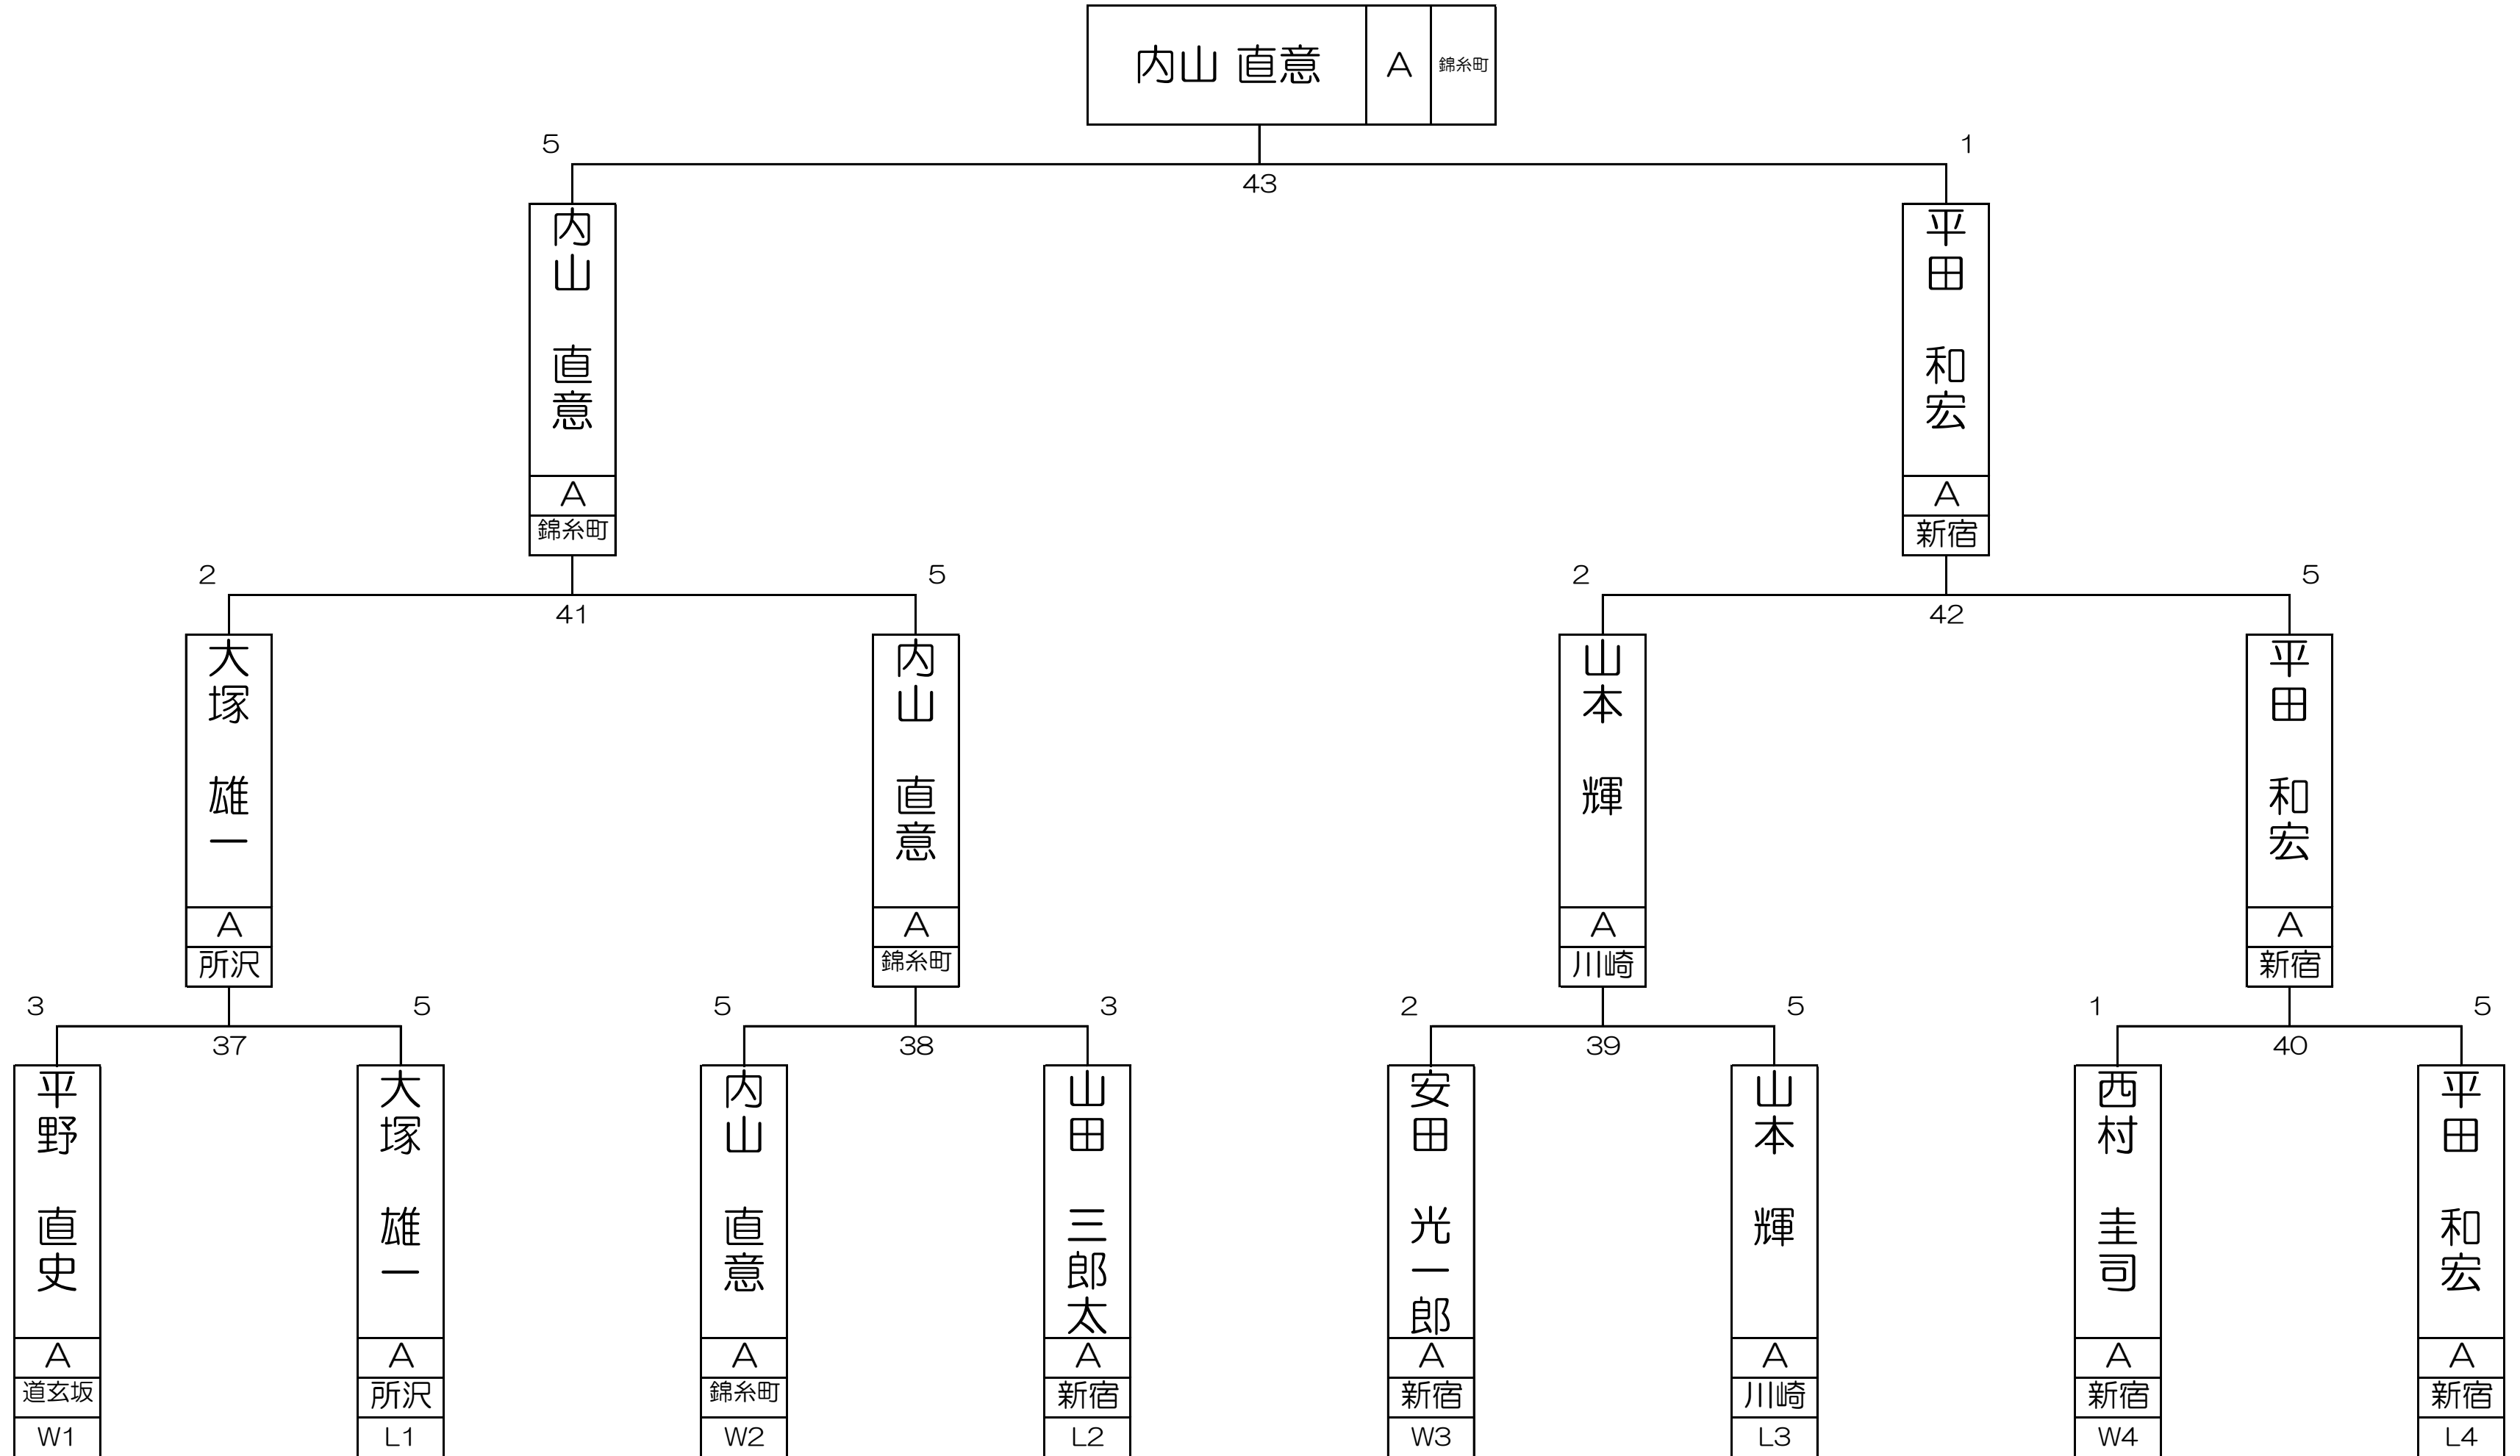 内山 直意 A 錦糸町
5 1
43
内山 直意 平田 和宏
A A
錦糸町 新宿
2 5 2 5
41 42
大塚 雄一 内山 直意 山本 輝 平田 和宏
A A A A
所沢 錦糸町 川崎 新宿
3 5 5 3 2 5 1 5
37 38 39 40
平野 直史 大塚 雄一 内山 直意 山田 三郎太 安田 光一郎 山本 輝 西村 圭司 平田 和宏
A A A A A A A A
道玄坂 所沢 錦糸町 新宿 新宿 川崎 新宿 新宿
W1 L1 W2 L2 W3 L3 W4 L4